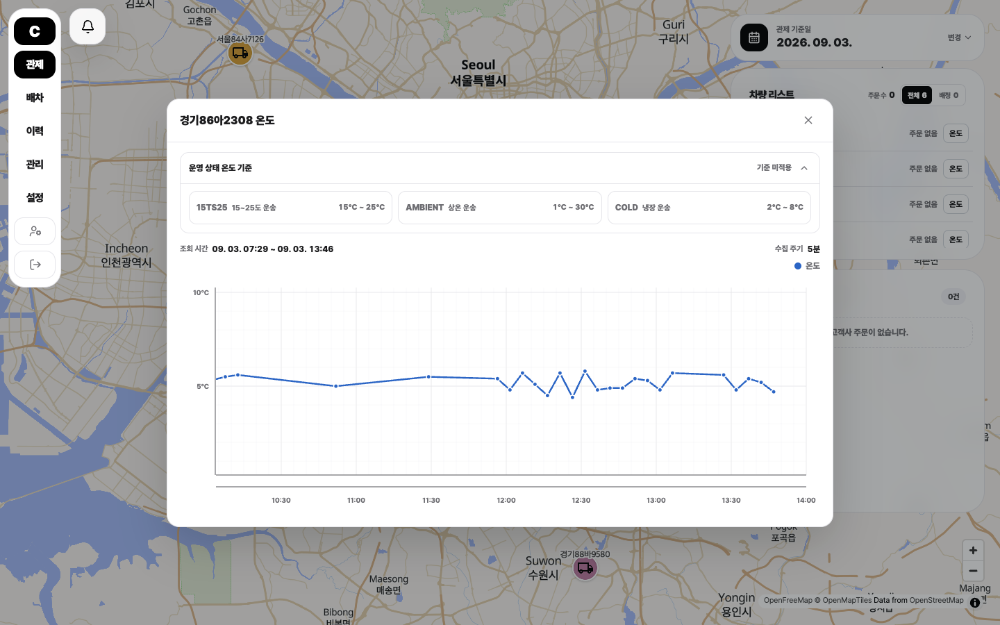 김포시
Gochon
고촌읍
서울84사7126
Seoul
서울특별시
Guri
구리시
관제 기준일
2026. 09. 03.
변경
C
관제
배차
이력
관리
설정
차량 리스트
주문수 0
전체 6
배정 0
주문 없음 온도
주문 없음 온도
주문 없음 온도
주문 없음 온도
퇴촌면
0건
고객사 주문이 없습니다.
Incheon
인천광역시
경기86아2308 온도
운영 상태 온도 기준
기준 미적용
15TS25 15~25도 운송 15°C ~ 25°C
AMBIENT 상온 운송 1°C ~ 30°C
COLD 냉장 운송 2°C ~ 8°C
조회 시간 09. 03. 07:29 ~ 09. 03. 13:46
수집 주기 5분
온도
10°C
5°C
10:30 11:00 11:30 12:00 12:30 13:00 13:30 14:00
포곡읍
경기88바9580
Suwon
수원시
Maesong
매송면
Bibong
비봉면
Yongin
용인시
Majang
+
−
OpenFreeMap © OpenMapTiles Data from OpenStreetMap